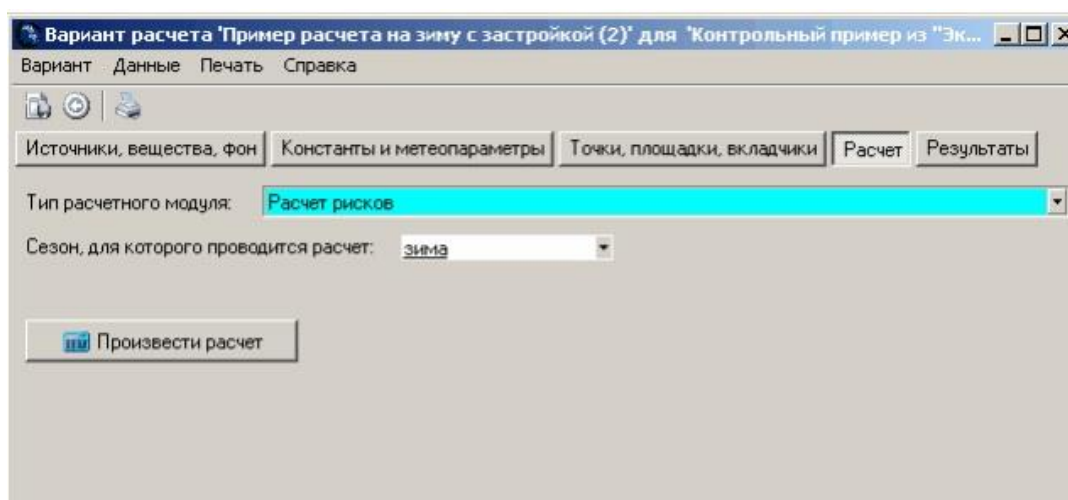 Вариант расчета 'Пример расчета на зиму с застройкой (2)' для 'Контрольный пример из "Эк...
Вариант Данные Печать Справка
Источники, вещества, фон Константы и метеопараметры Точки, площадки, вкладчики Расчет Результаты
Тип расчетного модуля: Расчет рисков
Сезон, для которого проводится расчет: зима
Произвести расчет